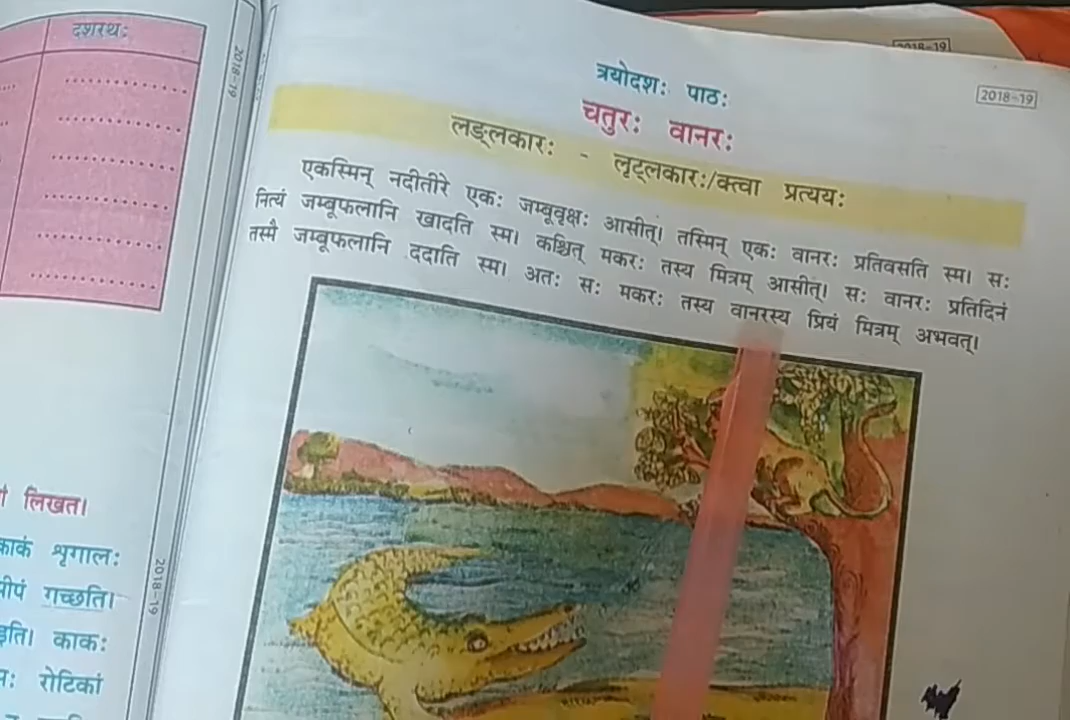 दशरथः
2018-19
लिखत।
काकं शृगालः
गच्छति।
काकः
रोटिकां
2018-19
2018-19
2018-19
त्रयोदशः पाठः
चतुरः वानरः
लङ्लकारः - लृट्लकारः/क्त्वा प्रत्ययः
एकस्मिन् नदीतीरे एकः जम्बूवृक्षः आसीत्। तस्मिन् एकः वानरः प्रतिवसति स्म। सः
नित्यं जम्बूफलानि खादति स्म। कश्चित् मकरः तस्य मित्रम् आसीत्। सः वानरः प्रतिदिनं
तस्मै जम्बूफलानि ददाति स्म। अतः सः मकरः तस्य वानरस्य प्रियं मित्रम् अभवत्।